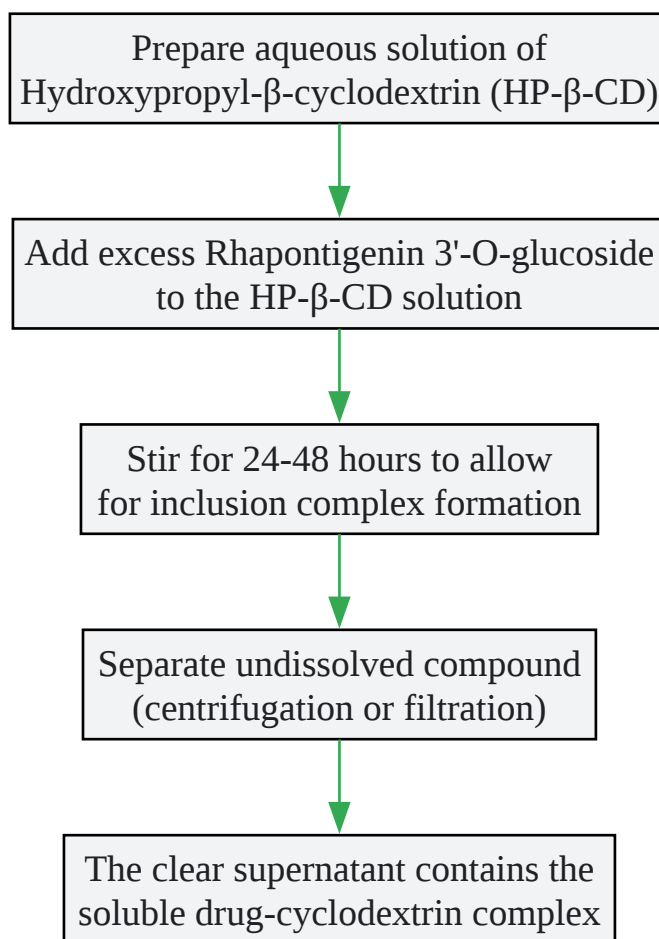 Prepare aqueous solution of
Hydroxypropyl-β-cyclodextrin (HP-β-CD)
Add excess Rhapontigenin 3'-O-glucoside
to the HP-β-CD solution
Stir for 24-48 hours to allow
for inclusion complex formation
Separate undissolved compound
(centrifugation or filtration)
The clear supernatant contains the
soluble drug-cyclodextrin complex